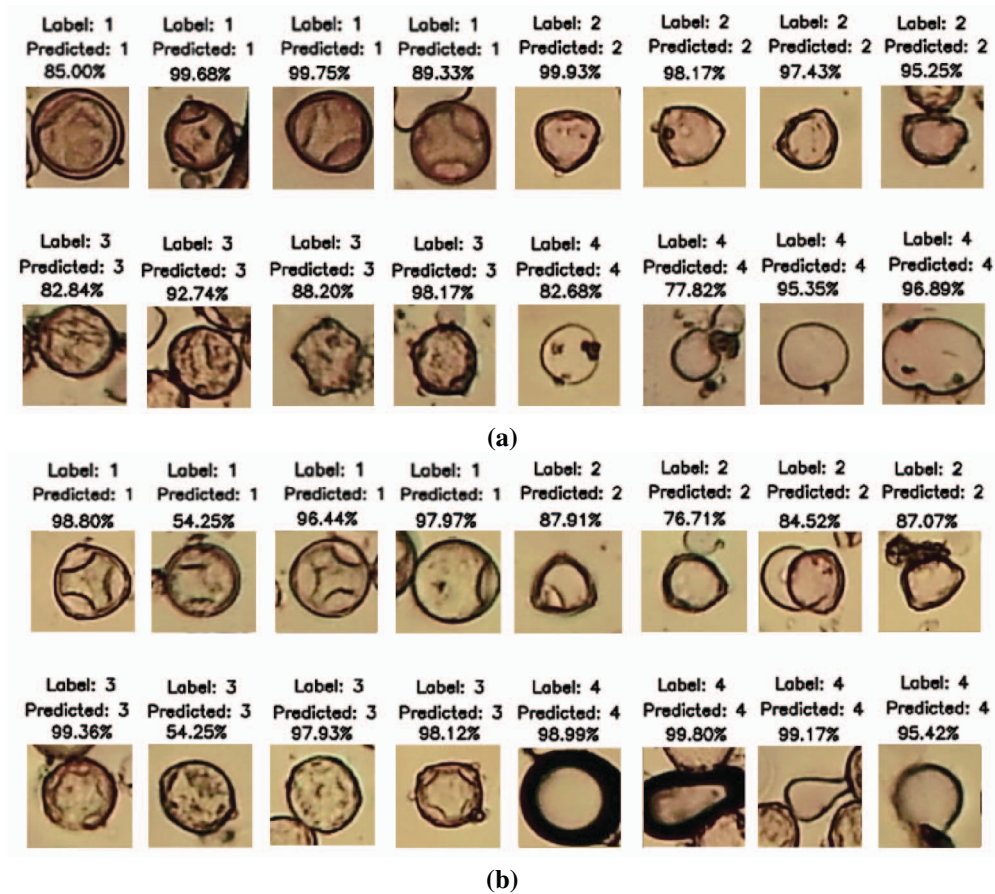 Label: 1 Label: 1 Label: 1 Label: 1 Label: 2 Label: 2 Label: 2 Label: 2
Predicted: 1 Predicted: 1 Predicted: 1 Predicted: 1 Predicted: 2 Predicted: 2 Predicted: 2 Predicted: 2
85.00% 99.68% 99.75% 89.33% 99.93% 98.17% 97.43% 95.25%
Label: 3 Label: 3 Label: 3 Label: 3 Label: 4 Label: 4 Label: 4 Label: 4
Predicted: 3 Predicted: 3 Predicted: 3 Predicted: 3 Predicted: 4 Predicted: 4 Predicted: 4 Predicted: 4
82.84% 92.74% 88.20% 98.17% 82.68% 77.82% 95.35% 96.89%
(a)
Label: 1 Label: 1 Label: 1 Label: 1 Label: 2 Label: 2 Label: 2 Label: 2
Predicted: 1 Predicted: 1 Predicted: 1 Predicted: 1 Predicted: 2 Predicted: 2 Predicted: 2 Predicted: 2
98.80% 54.25% 96.44% 97.97% 87.91% 76.71% 84.52% 87.07%
Label: 3 Label: 3 Label: 3 Label: 3 Label: 4 Label: 4 Label: 4 Label: 4
Predicted: 3 Predicted: 3 Predicted: 3 Predicted: 3 Predicted: 4 Predicted: 4 Predicted: 4 Predicted: 4
99.36% 54.25% 97.93% 98.12% 98.99% 99.80% 99.17% 95.42%
(b)